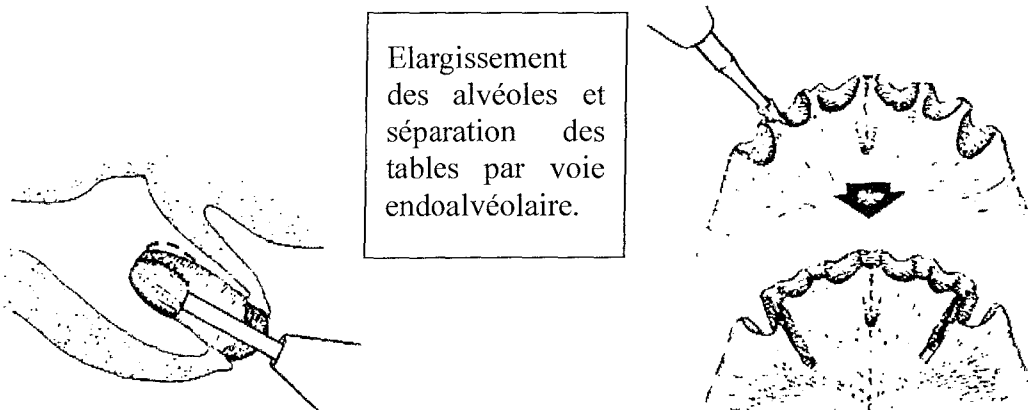 Elargissement
des alvéoles et
séparation des
tables par voie
endoalvéolaire.